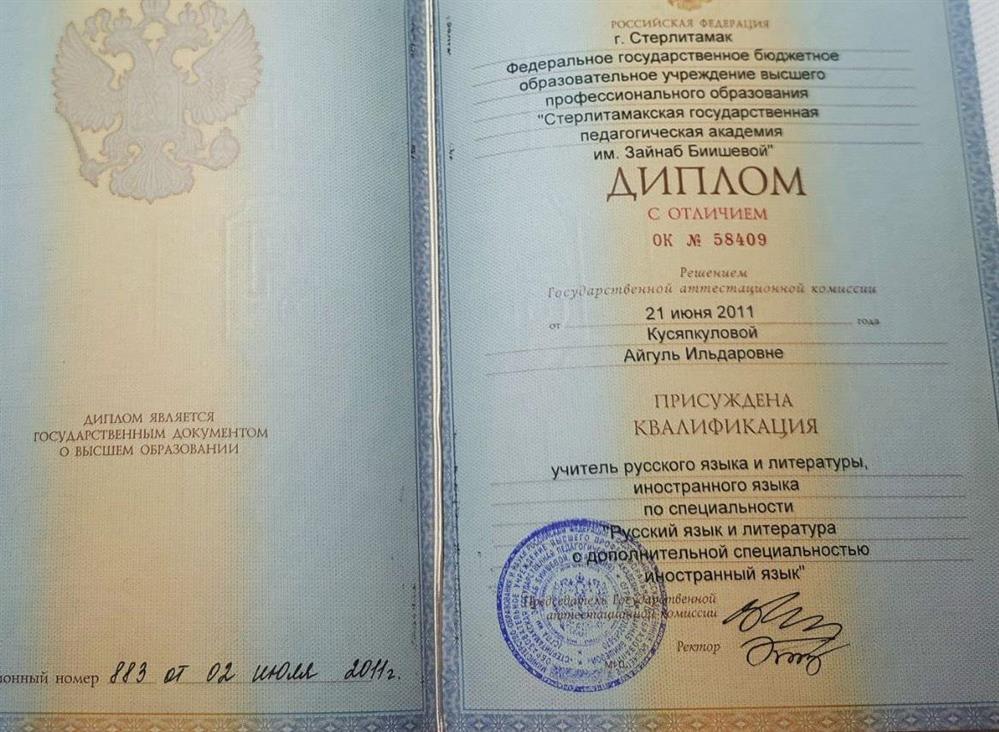 ДИПЛОМ ЯВЛЯЕТСЯ
ГОСУДАРСТВЕННЫМ ДОКУМЕНТОМ
О ВЫСШЕМ ОБРАЗОВАНИИ
ионный номер 883 от 02 июля 2011г.
РОССИЙСКАЯ ФЕДЕРАЦИЯ
г. Стерлитамак
Федеральное государственное бюджетное
образовательное учреждение высшего
профессионального образования
"Стерлитамакская государственная
педагогическая академия
им. Зайнаб Биишевой"
ДИПЛОМ
С ОТЛИЧИЕМ
ОК № 58409
Решением
Государственной аттестационной комиссии
от 21 июня 2011 года
Кусяпкуловой
Айгуль Ильдаровне
ПРИСУЖДЕНА
КВАЛИФИКАЦИЯ
учитель русского языка и литературы,
иностранного языка
по специальности
"Русский язык и литература
с дополнительной специальностью
иностранный язык"
Председатель Государственной
аттестационной комиссии
Ректор
М.П.